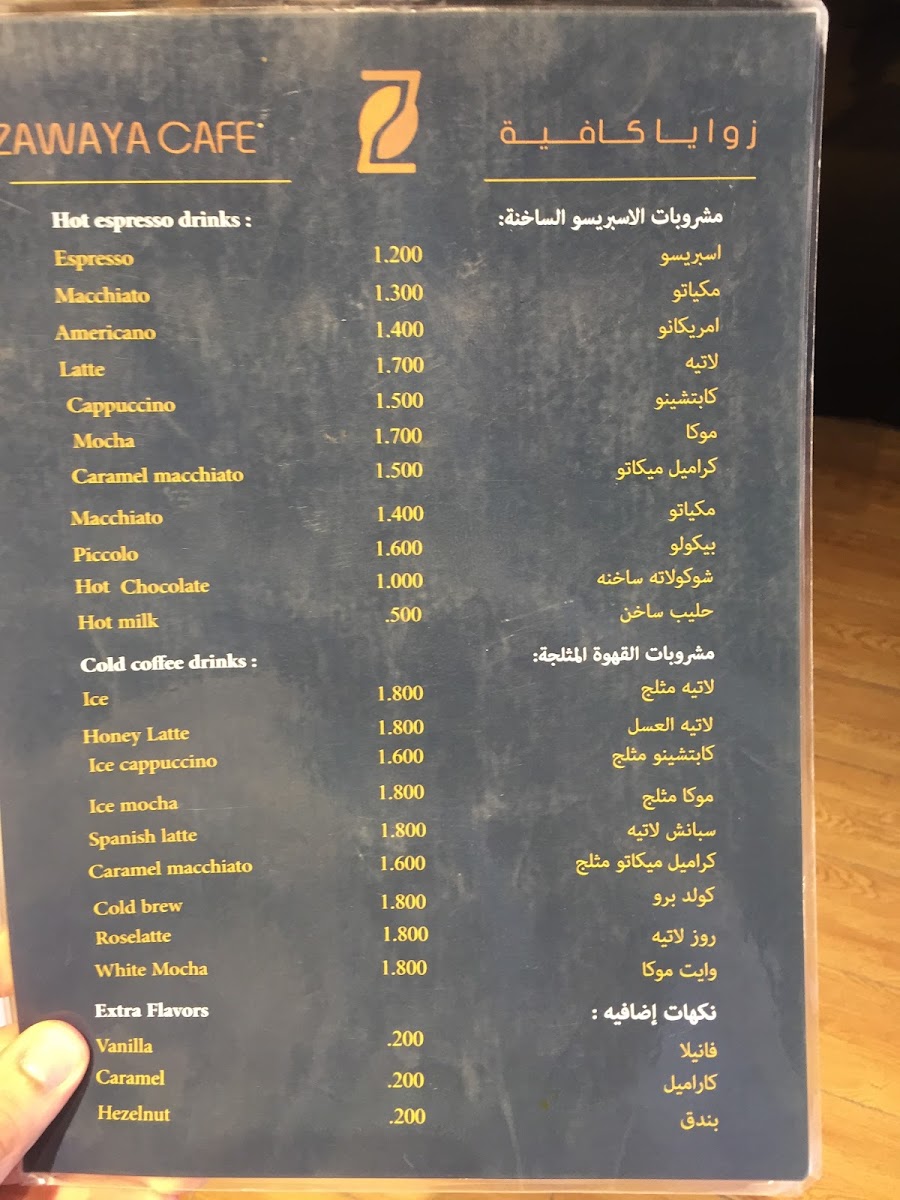 ZAWAYA CAFE زوايا كافية
Hot espresso drinks : مشروبات الاسبريسو الساخنة:
Espresso 1.200 اسبريسو
Macchiato 1.300 مكياتو
Americano 1.400 امريكانو
Latte 1.700 لاتيه
Cappuccino 1.500 كابتشينو
Mocha 1.700 موكا
Caramel macchiato 1.500 كراميل ميكاتو
Macchiato 1.400 مكياتو
Piccolo 1.600 بيكولو
Hot Chocolate 1.000 شوكولاته ساخنه
Hot milk .500 حليب ساخن
Cold coffee drinks : مشروبات القهوة المثلجة:
Ice 1.800 لاتيه مثلج
Honey Latte 1.800 لاتيه العسل
Ice cappuccino 1.600 كابتشينو مثلج
Ice mocha 1.800 موكا مثلج
Spanish latte 1.800 سبانش لاتيه
Caramel macchiato 1.600 كراميل ميكاتو مثلج
Cold brew 1.800 كولد برو
Roselatte 1.800 روز لاتيه
White Mocha 1.800 وايت موكا
Extra Flavors نكهات إضافيه :
Vanilla .200 فانيلا
Caramel .200 كاراميل
Hezelnut .200 بندق